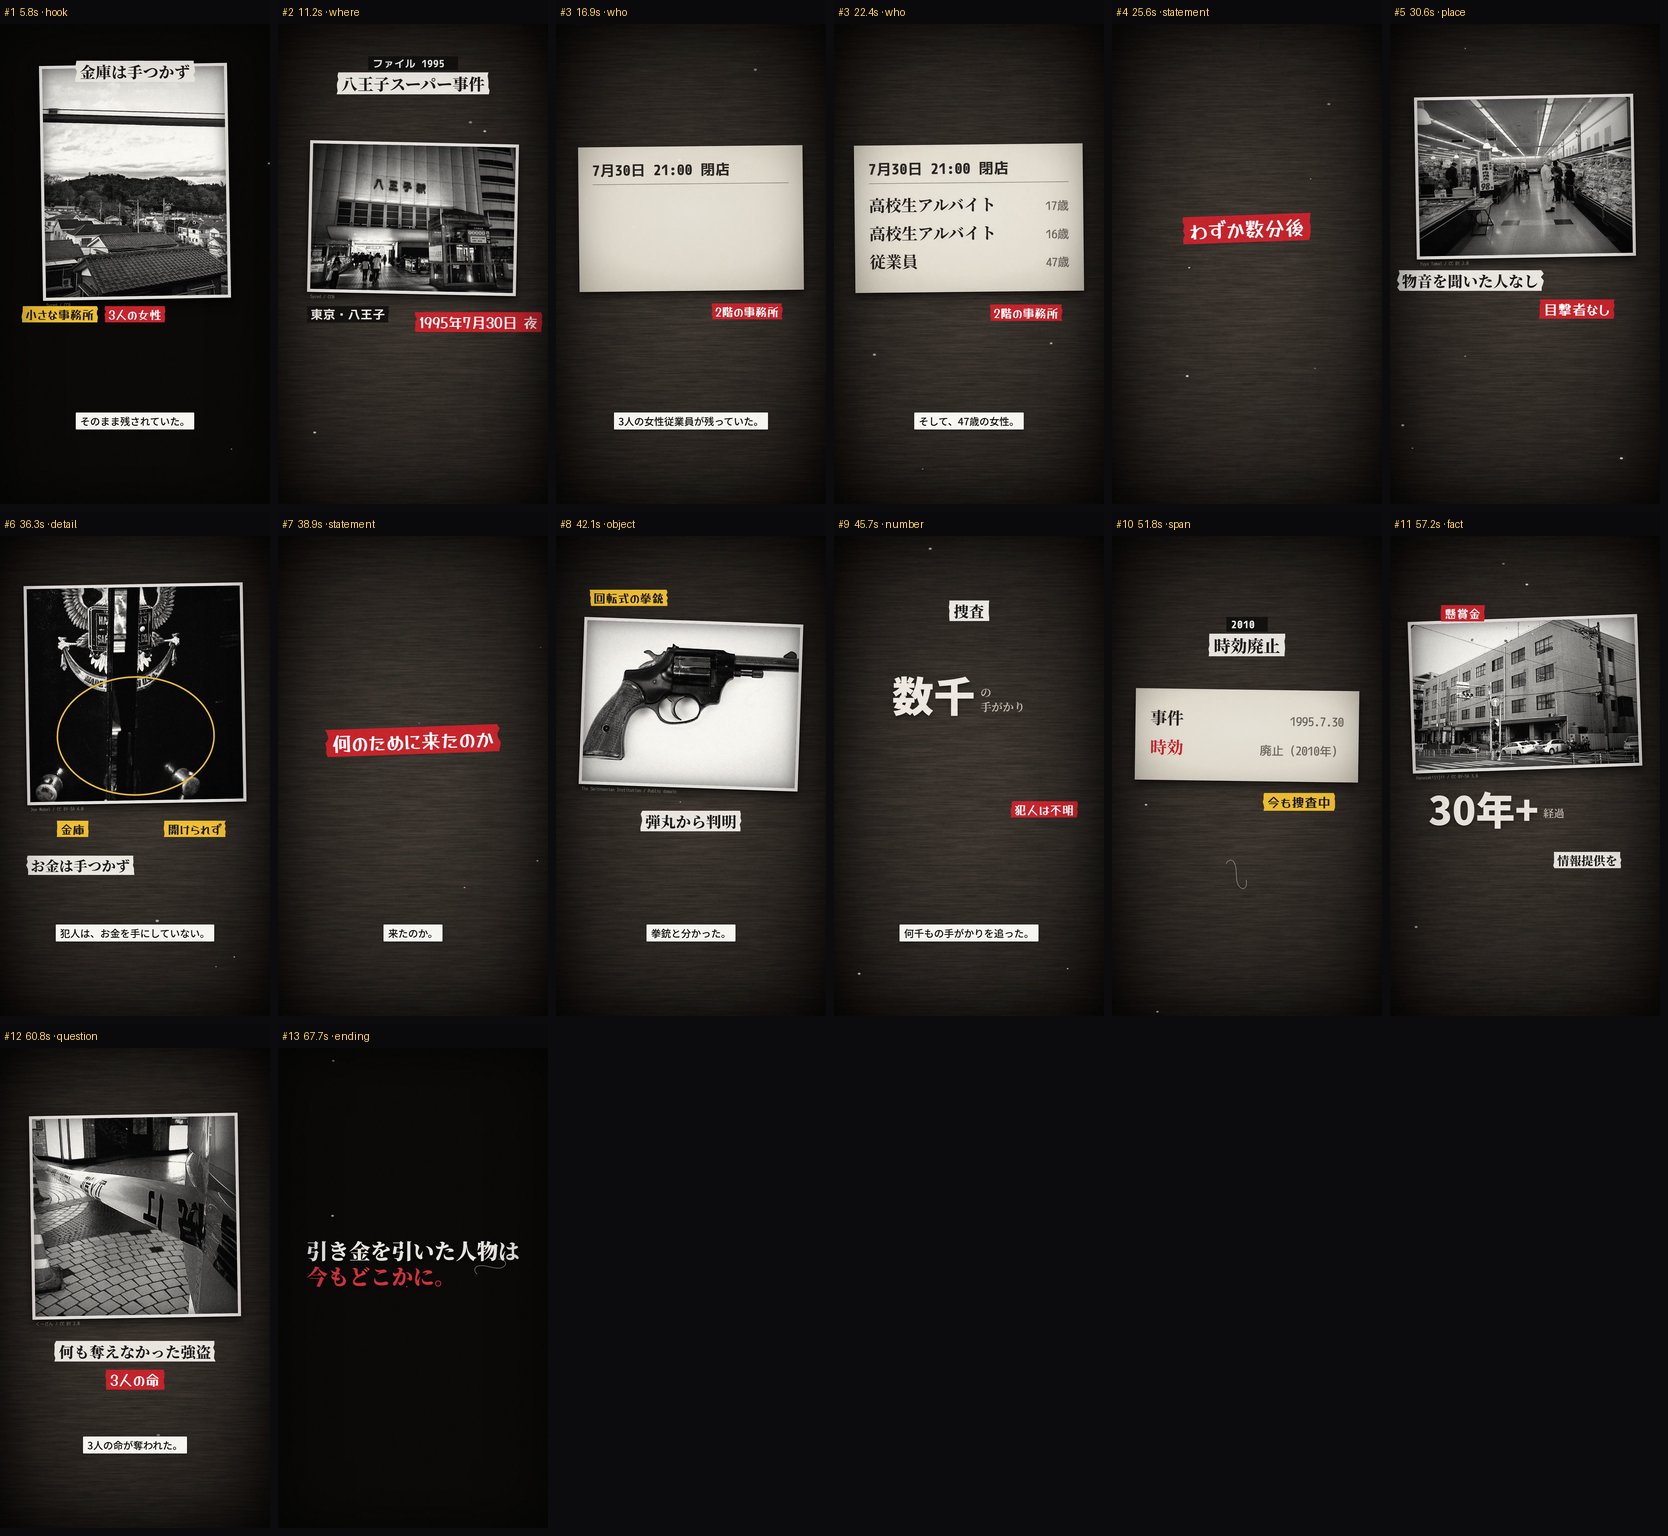 #1 5.8s · hook
金庫は手つかず
小さな事務所
3人の女性
そのまま残されていた。
#2 11.2s · where
ファイル 1995
八王子スーパー事件
八王子駅
東京・八王子
1995年7月30日 夜
#3 16.9s · who
7月30日 21:00 閉店
2階の事務所
3人の女性従業員が残っていた。
#3 22.4s · who
7月30日 21:00 閉店
高校生アルバイト 17歳
高校生アルバイト 16歳
従業員 47歳
2階の事務所
そして、47歳の女性。
#4 25.6s · statement
わずか数分後
#5 30.6s · place
98
物音を聞いた人なし
目撃者なし
#6 36.3s · detail
金庫
開けられず
お金は手つかず
犯人は、お金を手にしていない。
#7 38.9s · statement
何のために来たのか
来たのか。
#8 42.1s · object
回転式の拳銃
The Smithsonian Institution / Public domain
弾丸から判明
拳銃と分かった。
#9 45.7s · number
捜査
数千 の
手がかり
犯人は不明
何千もの手がかりを追った。
#10 51.8s · span
2010
時効廃止
事件 1995.7.30
時効 廃止 (2010年)
今も捜査中
#11 57.2s · fact
懸賞金
30年+ 経過
情報提供を
#12 60.8s · question
何も奪えなかった強盗
3人の命
3人の命が奪われた。
#13 67.7s · ending
引き金を引いた人物は
今もどこかに。